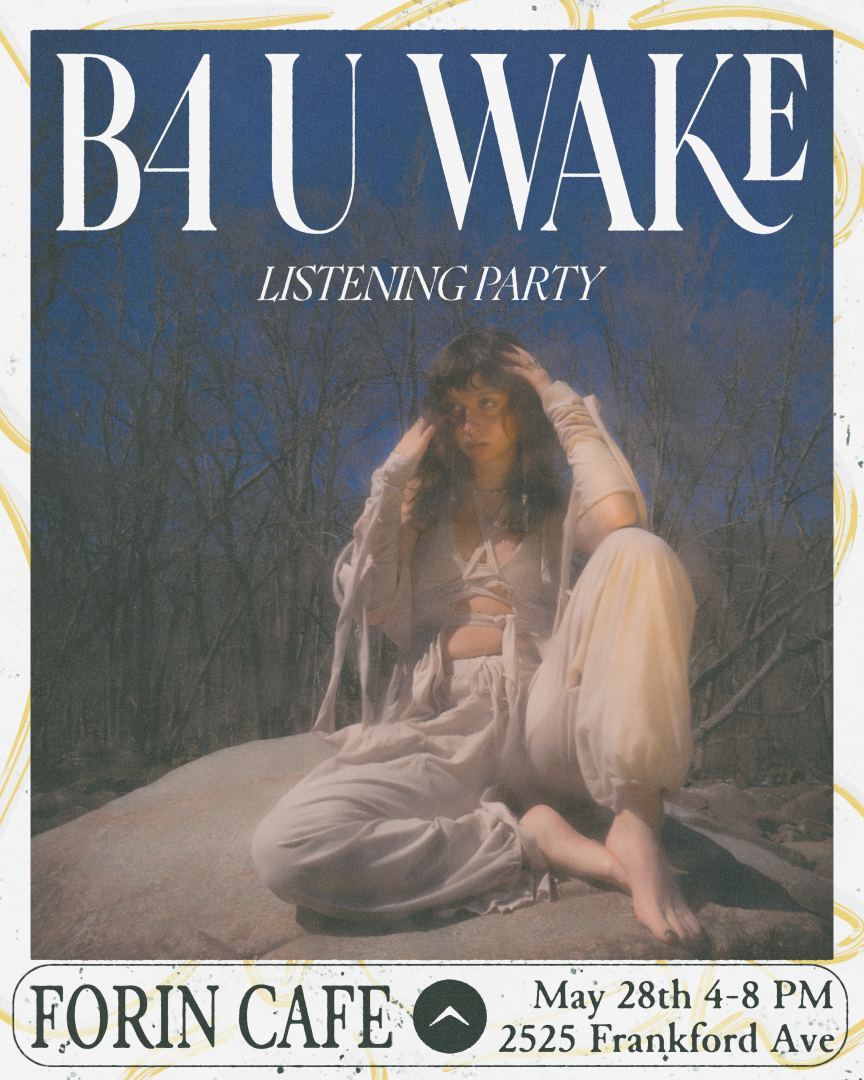 B4 U WAKE
LISTENING PARTY
FORIN CAFE
May 28th 4-8 PM
2525 Frankford Ave